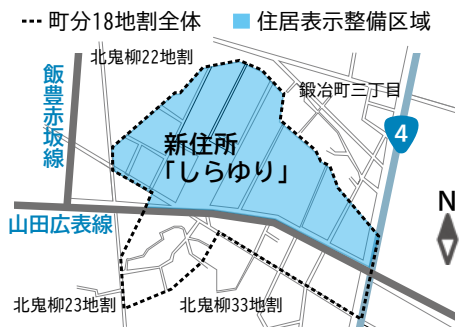 町分18地割全体 住居表示整備区域
北鬼柳22地割
飯豊赤坂線
鍛冶町三丁目
4
新住所
「しらゆり」
N
山田広表線
北鬼柳23地割
北鬼柳33地割